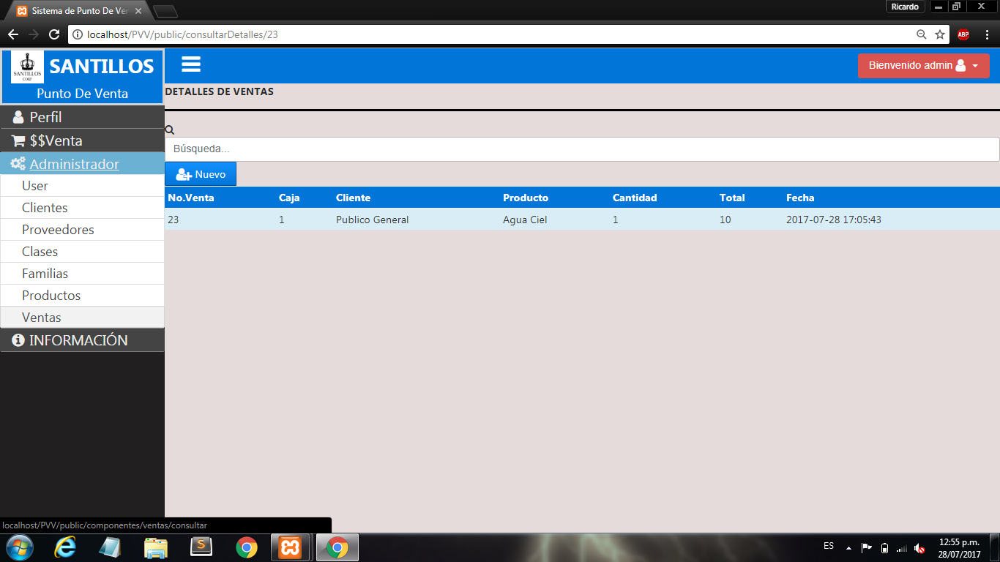 Sistema de Punto De Ver
Ricardo
localhost/PVV/public/consultarDetalles/23
ABP
SANTILLOS
CORP
SANTILLOS
Punto De Venta
Bienvenido admin
Perfil
$$Venta
Administrador
User
Clientes
Proveedores
Clases
Familias
Productos
Ventas
INFORMACIÓN
DETALLES DE VENTAS
Búsqueda...
Nuevo
No.Venta Caja Cliente Producto Cantidad Total Fecha
23 1 Publico General Agua Ciel 1 10 2017-07-28 17:05:43
localhost/PVV/public/componentes/ventas/consultar
ES
12:55 p.m.
28/07/2017